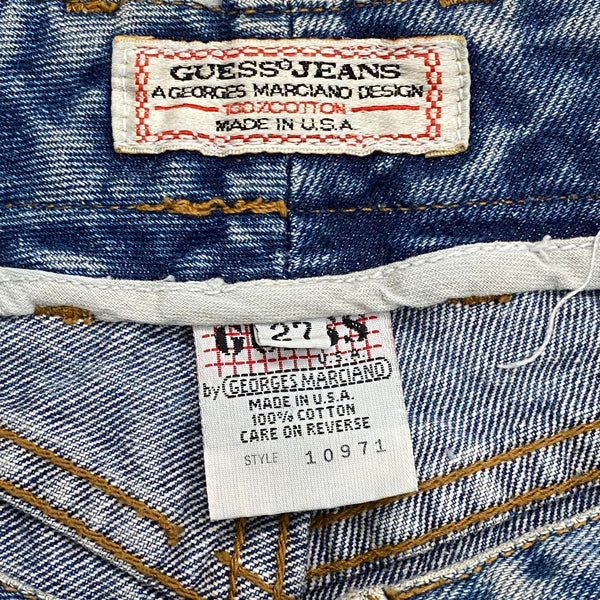 GUESS JEANS
A GEORGES MARCIANO DESIGN
100% COTTON
MADE IN U.S.A.
27
U.S.A.
by GEORGES MARCIANO
MADE IN U.S.A.
100% COTTON
CARE ON REVERSE
STYLE 10971